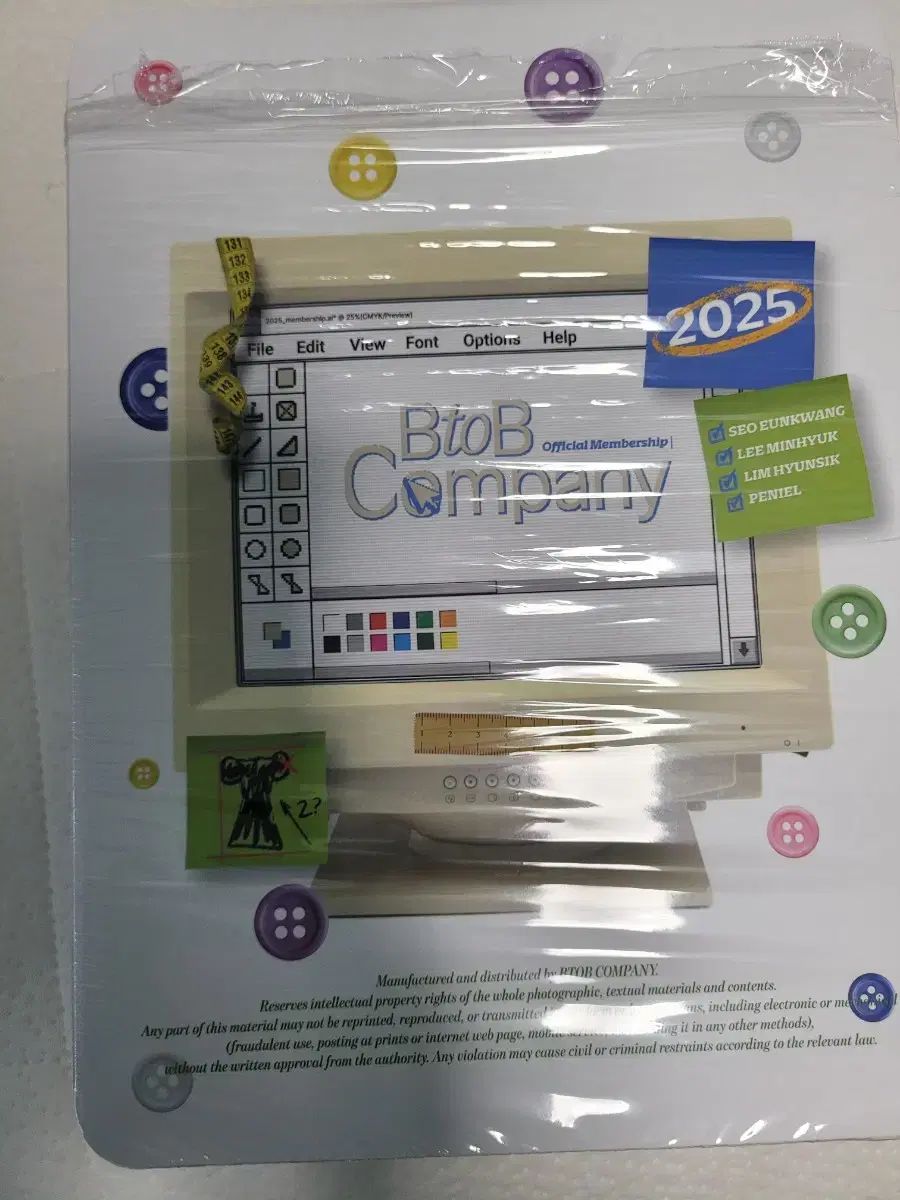 131
132
133
134
2025_membership.ai* @ 25%(CMYK/Preview)
File Edit View Font Options Help
2025
BtoB
Official Membership
Company
SEO EUNKWANG
LEE MINHYUK
LIM HYUNSIK
PENIEL
1 2 3 4
2?
Manufactured and distributed by BTOB COMPANY.
Reserves intellectual property rights of the whole photographic, textual materials and contents.
Any part of this material may not be reprinted, reproduced, or transmitted including electronic or
(fraudulent use, posting at prints or internet web page, it in any other methods),
without the written approval from the authority. Any violation may cause civil or criminal restraints according to the relevant law.